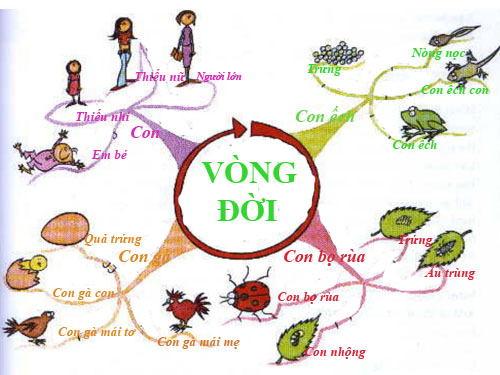 Thiếu nữ
Người lớn
Thiếu nhi
Con
Em bé
Trứng
Nòng nọc
Con ếch con
Con ếch
Con ếch
VÒNG
ĐỜI
Quả trứng
Con gà
Con gà con
Con gà mái tơ
Con gà mái mẹ
Con bọ rùa
Trứng
Ấu trùng
Con bọ rùa
Con nhộng